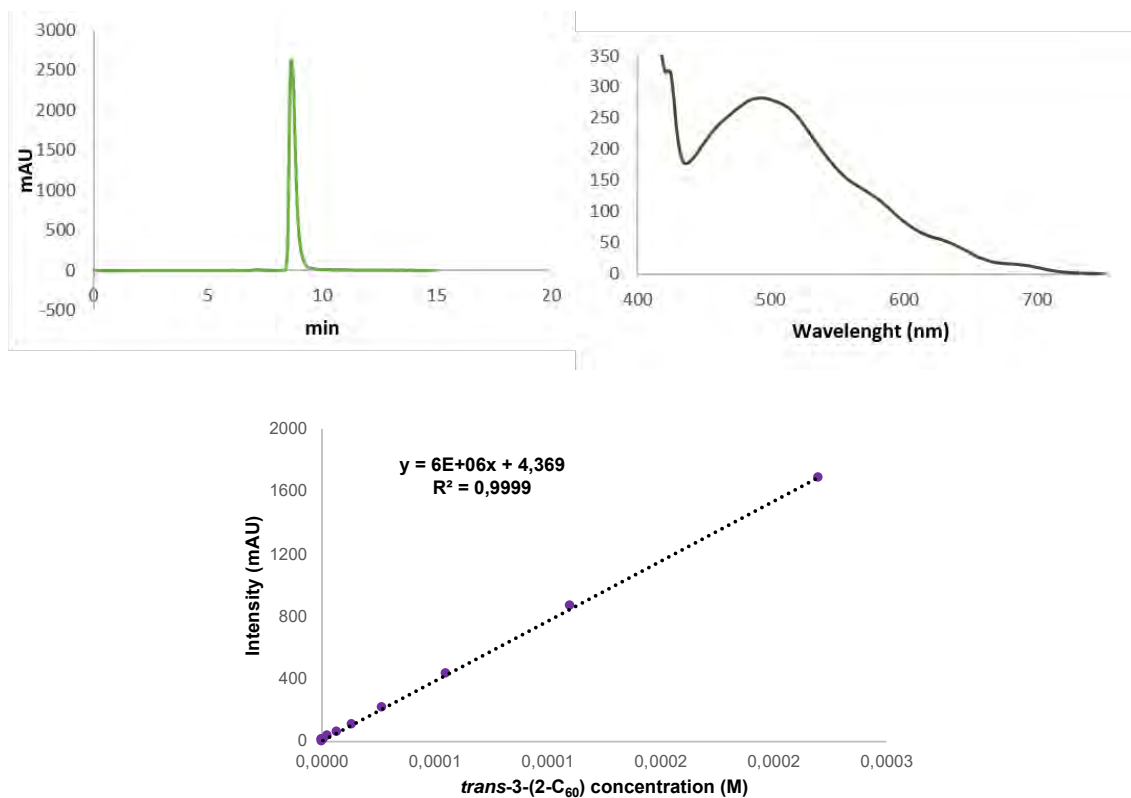 3000
2500
2000
1500
1000
500
0
-500
mAU
0 5 10 15 20
min
350
300
250
200
150
100
50
0
400 500 600 700
Wavelenght (nm)
2000
1600
1200
800
400
0
Intensity (mAU)
y = 6E+06x + 4,369
R² = 0,9999
0,0000 0,0001 0,0001 0,0002 0,0002 0,0003
trans-3-(2-C₆₀) concentration (M)